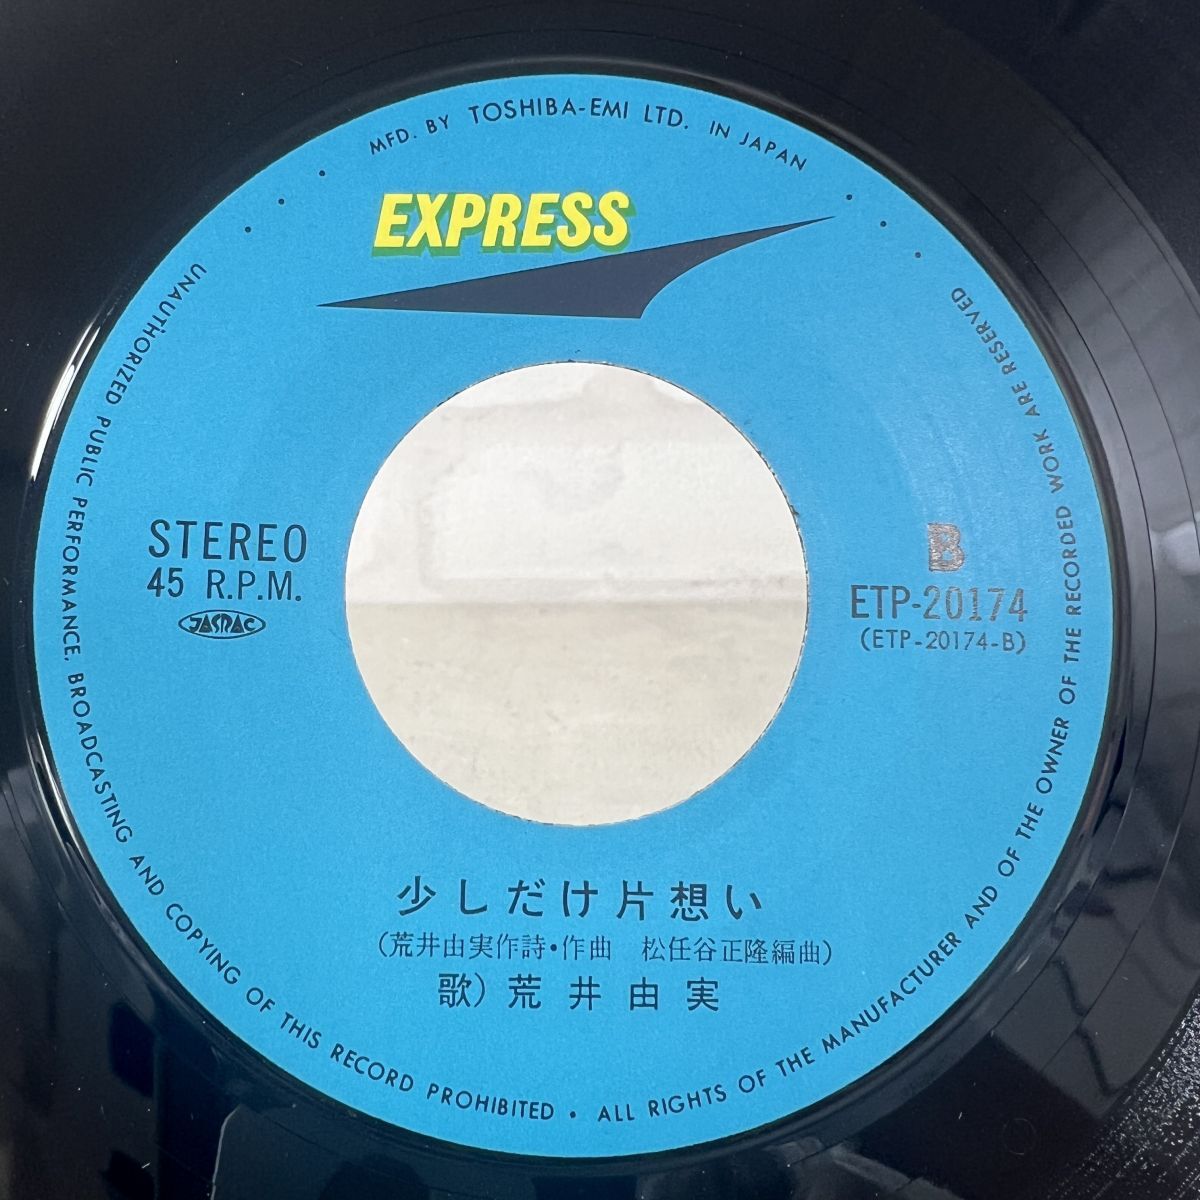 MFD. BY TOSHIBA-EMI LTD. IN JAPAN
EXPRESS
STEREO
45 R.P.M.
JASRAC
B
ETP-20174
(ETP-20174-B)
少しだけ片想い
(荒井由実作詩・作曲 松任谷正隆編曲)
歌)荒井由実
UNAUTHORIZED PUBLIC PERFORMANCE, BROADCASTING AND COPYING OF THIS RECORD PROHIBITED • ALL RIGHTS OF THE MANUFACTURER AND OF THE OWNER OF THE RECORDED WORK ARE RESERVED